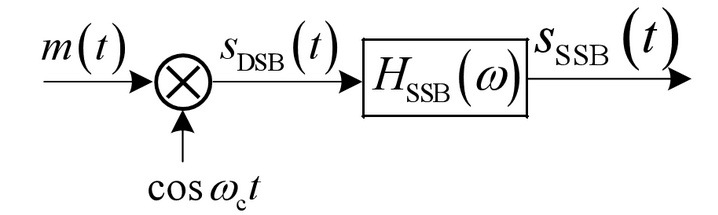 m(t)
s_DSB(t)
H_SSB(ω)
s_SSB(t)
cos ω_c t